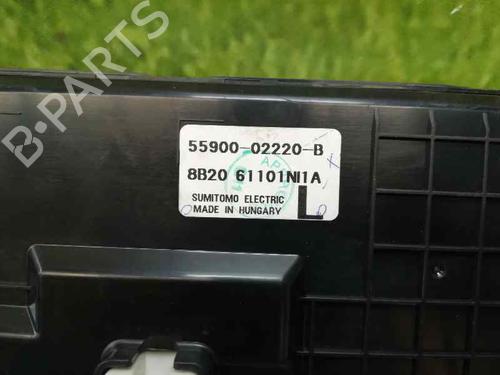 B-PARTS
55900-02220-B
8B20 61101NI1A
SUMITOMO ELECTRIC
MADE IN HUNGARY
L